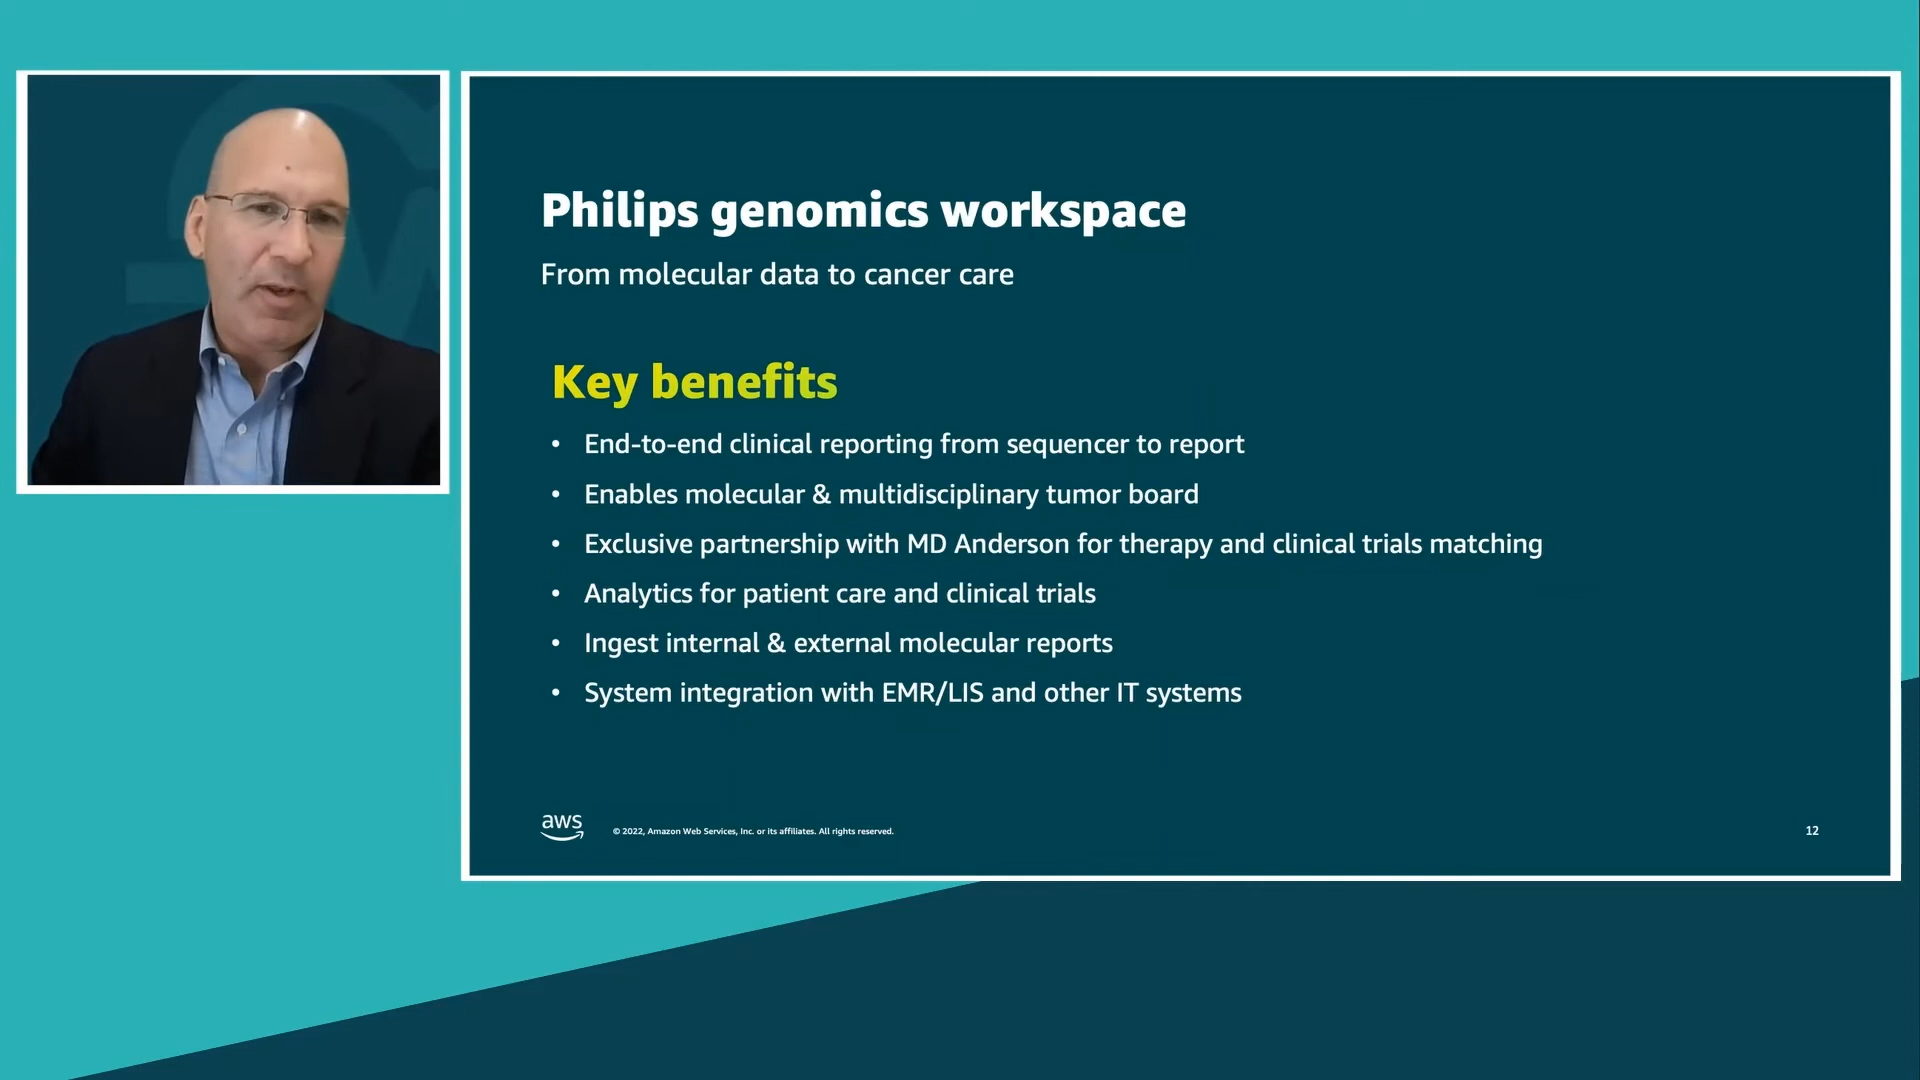 Philips genomics workspace
From molecular data to cancer care
Key benefits
• End-to-end clinical reporting from sequencer to report
• Enables molecular & multidisciplinary tumor board
• Exclusive partnership with MD Anderson for therapy and clinical trials matching
• Analytics for patient care and clinical trials
• Ingest internal & external molecular reports
• System integration with EMR/LIS and other IT systems
aws
© 2022, Amazon Web Services, Inc. or its affiliates. All rights reserved.
12